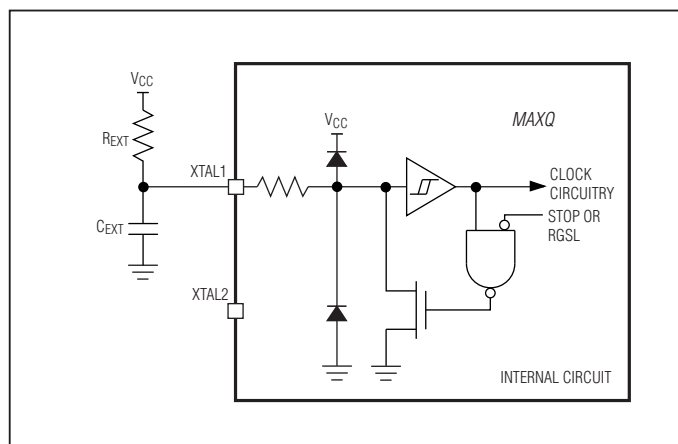 VCC
REXT
XTAL1
CEXT
XTAL2
VCC
MAXQ
CLOCK
CIRCUITRY
STOP OR
RGSL
INTERNAL CIRCUIT